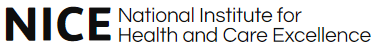 NICE National Institute for
Health and Care Excellence